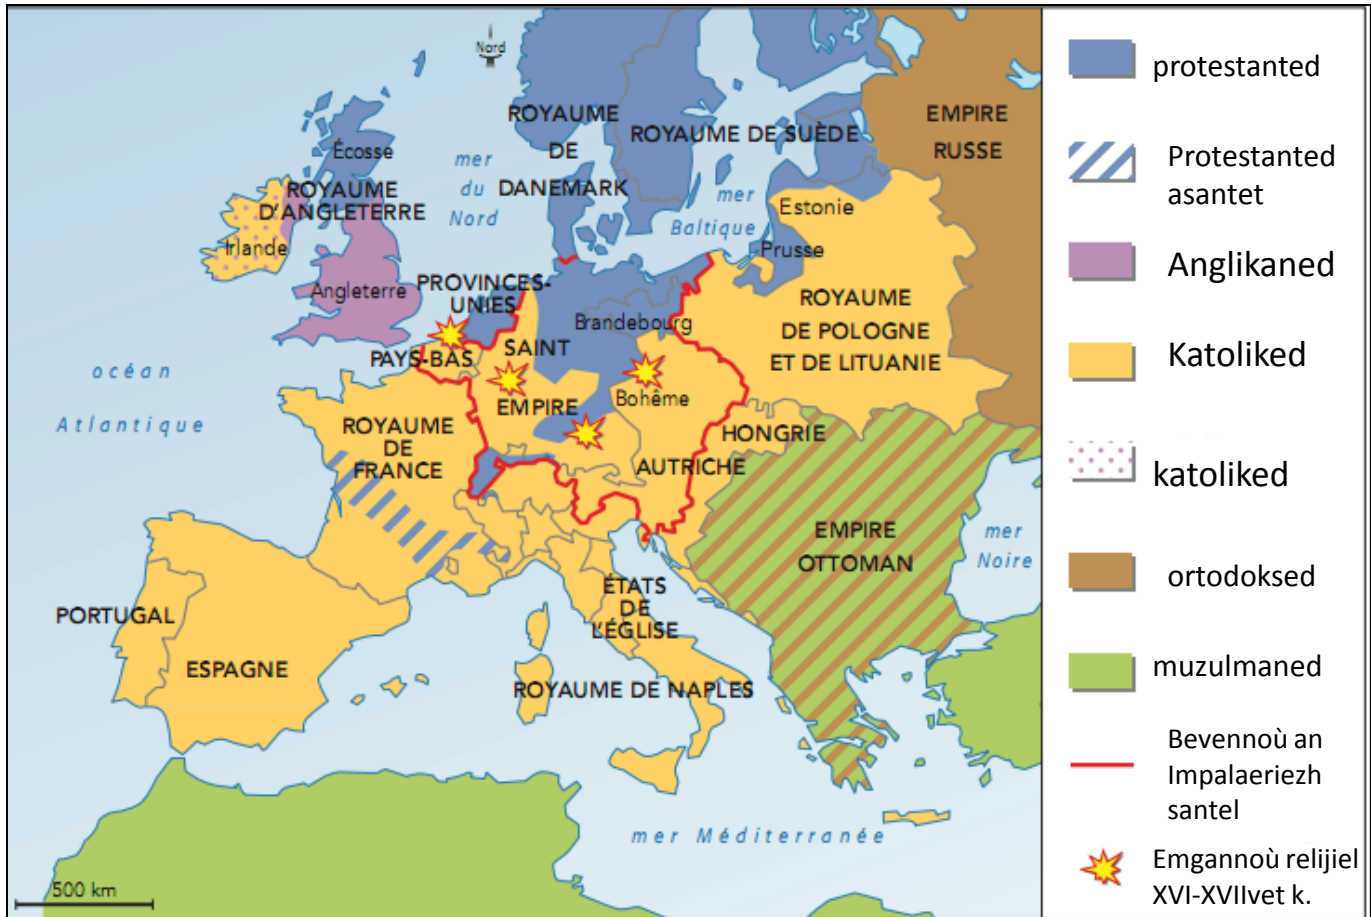 Nord
ROYAUME
DE
DANEMARK
ROYAUME DE SUÈDE
EMPIRE
RUSSE
Écosse
mer
du
Nord
ROYAUME
D'ANGLETERRE
mer
Baltique
Estonie
Irlande
Prusse
Angleterre
PROVINCES-
UNIES
Brandebourg
ROYAUME
DE POLOGNE
ET DE LITUANIE
PAYS-BAS
SAINT
EMPIRE
Bohême
océan
Atlantique
ROYAUME
DE
FRANCE
HONGRIE
AUTRICHE
EMPIRE
OTTOMAN
mer
Noire
PORTUGAL
ESPAGNE
ÉTATS
DE
L'ÉGLISE
ROYAUME DE NAPLES
mer Méditerranée
500 km
protestanted
Protestanted
asantet
Anglikaned
Katoliked
katoliked
ortodoksed
muzulmaned
Bevennoù an
Impalaeriezh
santel
Emgannoù relijiel
XVI-XVIIvet k.